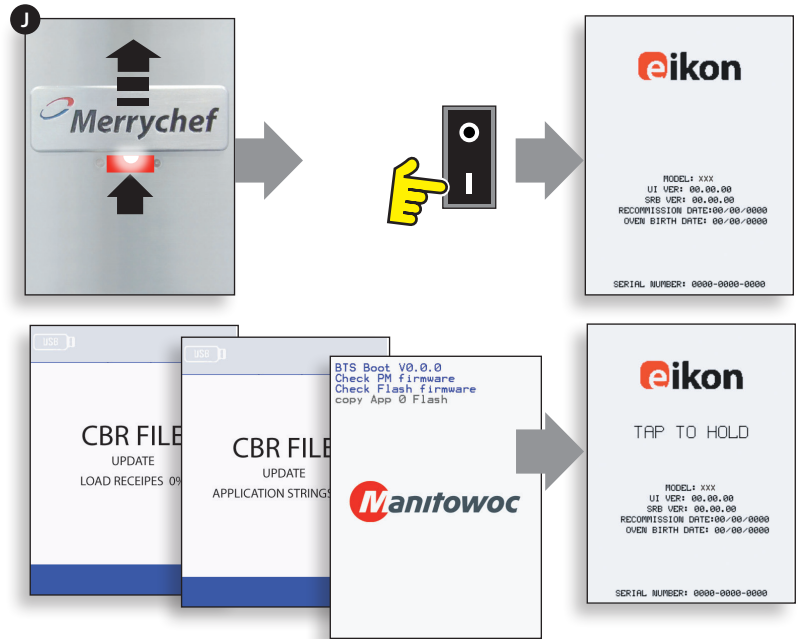 J
Merrychef
eikon
MODEL: XXX
UI VER: 00.00.00
SRB VER: 00.00.00
RECOMMISSION DATE:00/00/0000
OVEN BIRTH DATE: 00/00/0000
SERIAL NUMBER: 0000-0000-0000
USB
CBR FILE
UPDATE
LOAD RECEIPES 0%
USB
CBR FILE
UPDATE
APPLICATION STRINGS
BTS Boot V0.0.0
Check PM firmware
Check Flash firmware
copy App 0 Flash
Manitowoc
eikon
TAP TO HOLD
MODEL: XXX
UI VER: 00.00.00
SRB VER: 00.00.00
RECOMMISSION DATE:00/00/0000
OVEN BIRTH DATE: 00/00/0000
SERIAL NUMBER: 0000-0000-0000